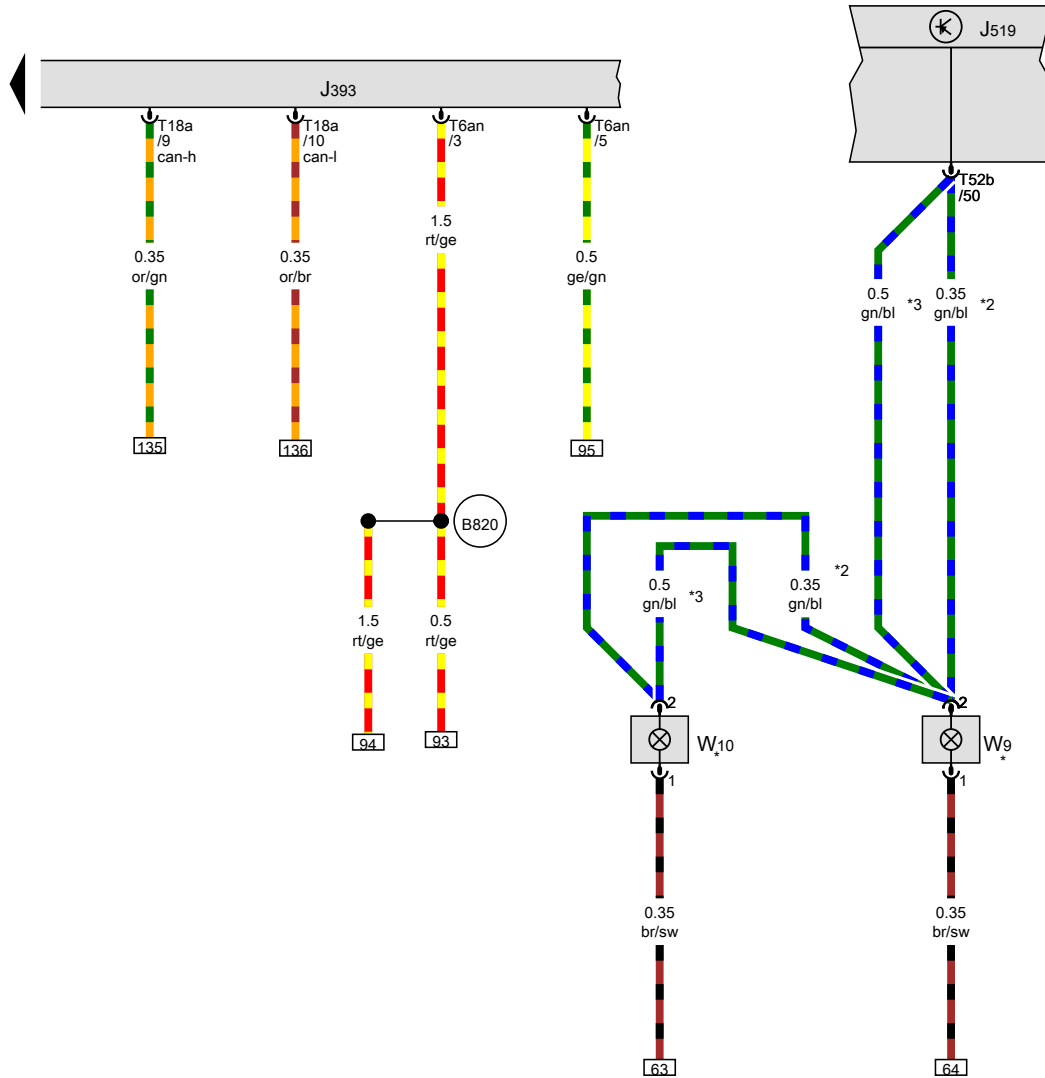 J519
J393
T18a
/9
can-h
T18a
/10
can-l
T6an
/3
T6an
/5
T52b
/50
1.5
rt/ge
0.35
or/gn
0.35
or/br
0.5
ge/gn
0.5
gn/bl
*3
0.35
gn/bl
*2
135
136
95
B820
0.5
gn/bl
*3
0.35
gn/bl
*2
1.5
rt/ge
0.5
rt/ge
94
93
2
W10
*
1
2
W9
*
1
0.35
br/sw
0.35
br/sw
63
64